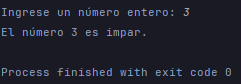 Ingrese un número entero: 3
El número 3 es impar.
Process finished with exit code 0